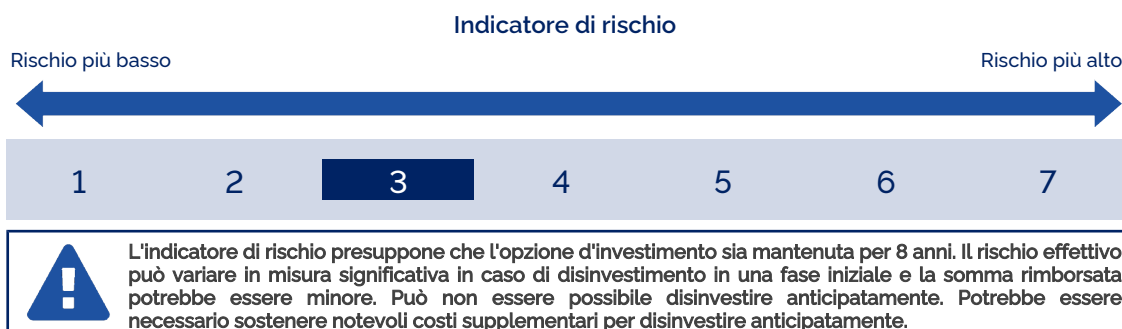 Indicatore di rischio
Rischio più basso Rischio più alto
1 2 3 4 5 6 7
L'indicatore di rischio presuppone che l'opzione d'investimento sia mantenuta per 8 anni. Il rischio effettivo
può variare in misura significativa in caso di disinvestimento in una fase iniziale e la somma rimborsata
potrebbe essere minore. Può non essere possibile disinvestire anticipatamente. Potrebbe essere
necessario sostenere notevoli costi supplementari per disinvestire anticipatamente.